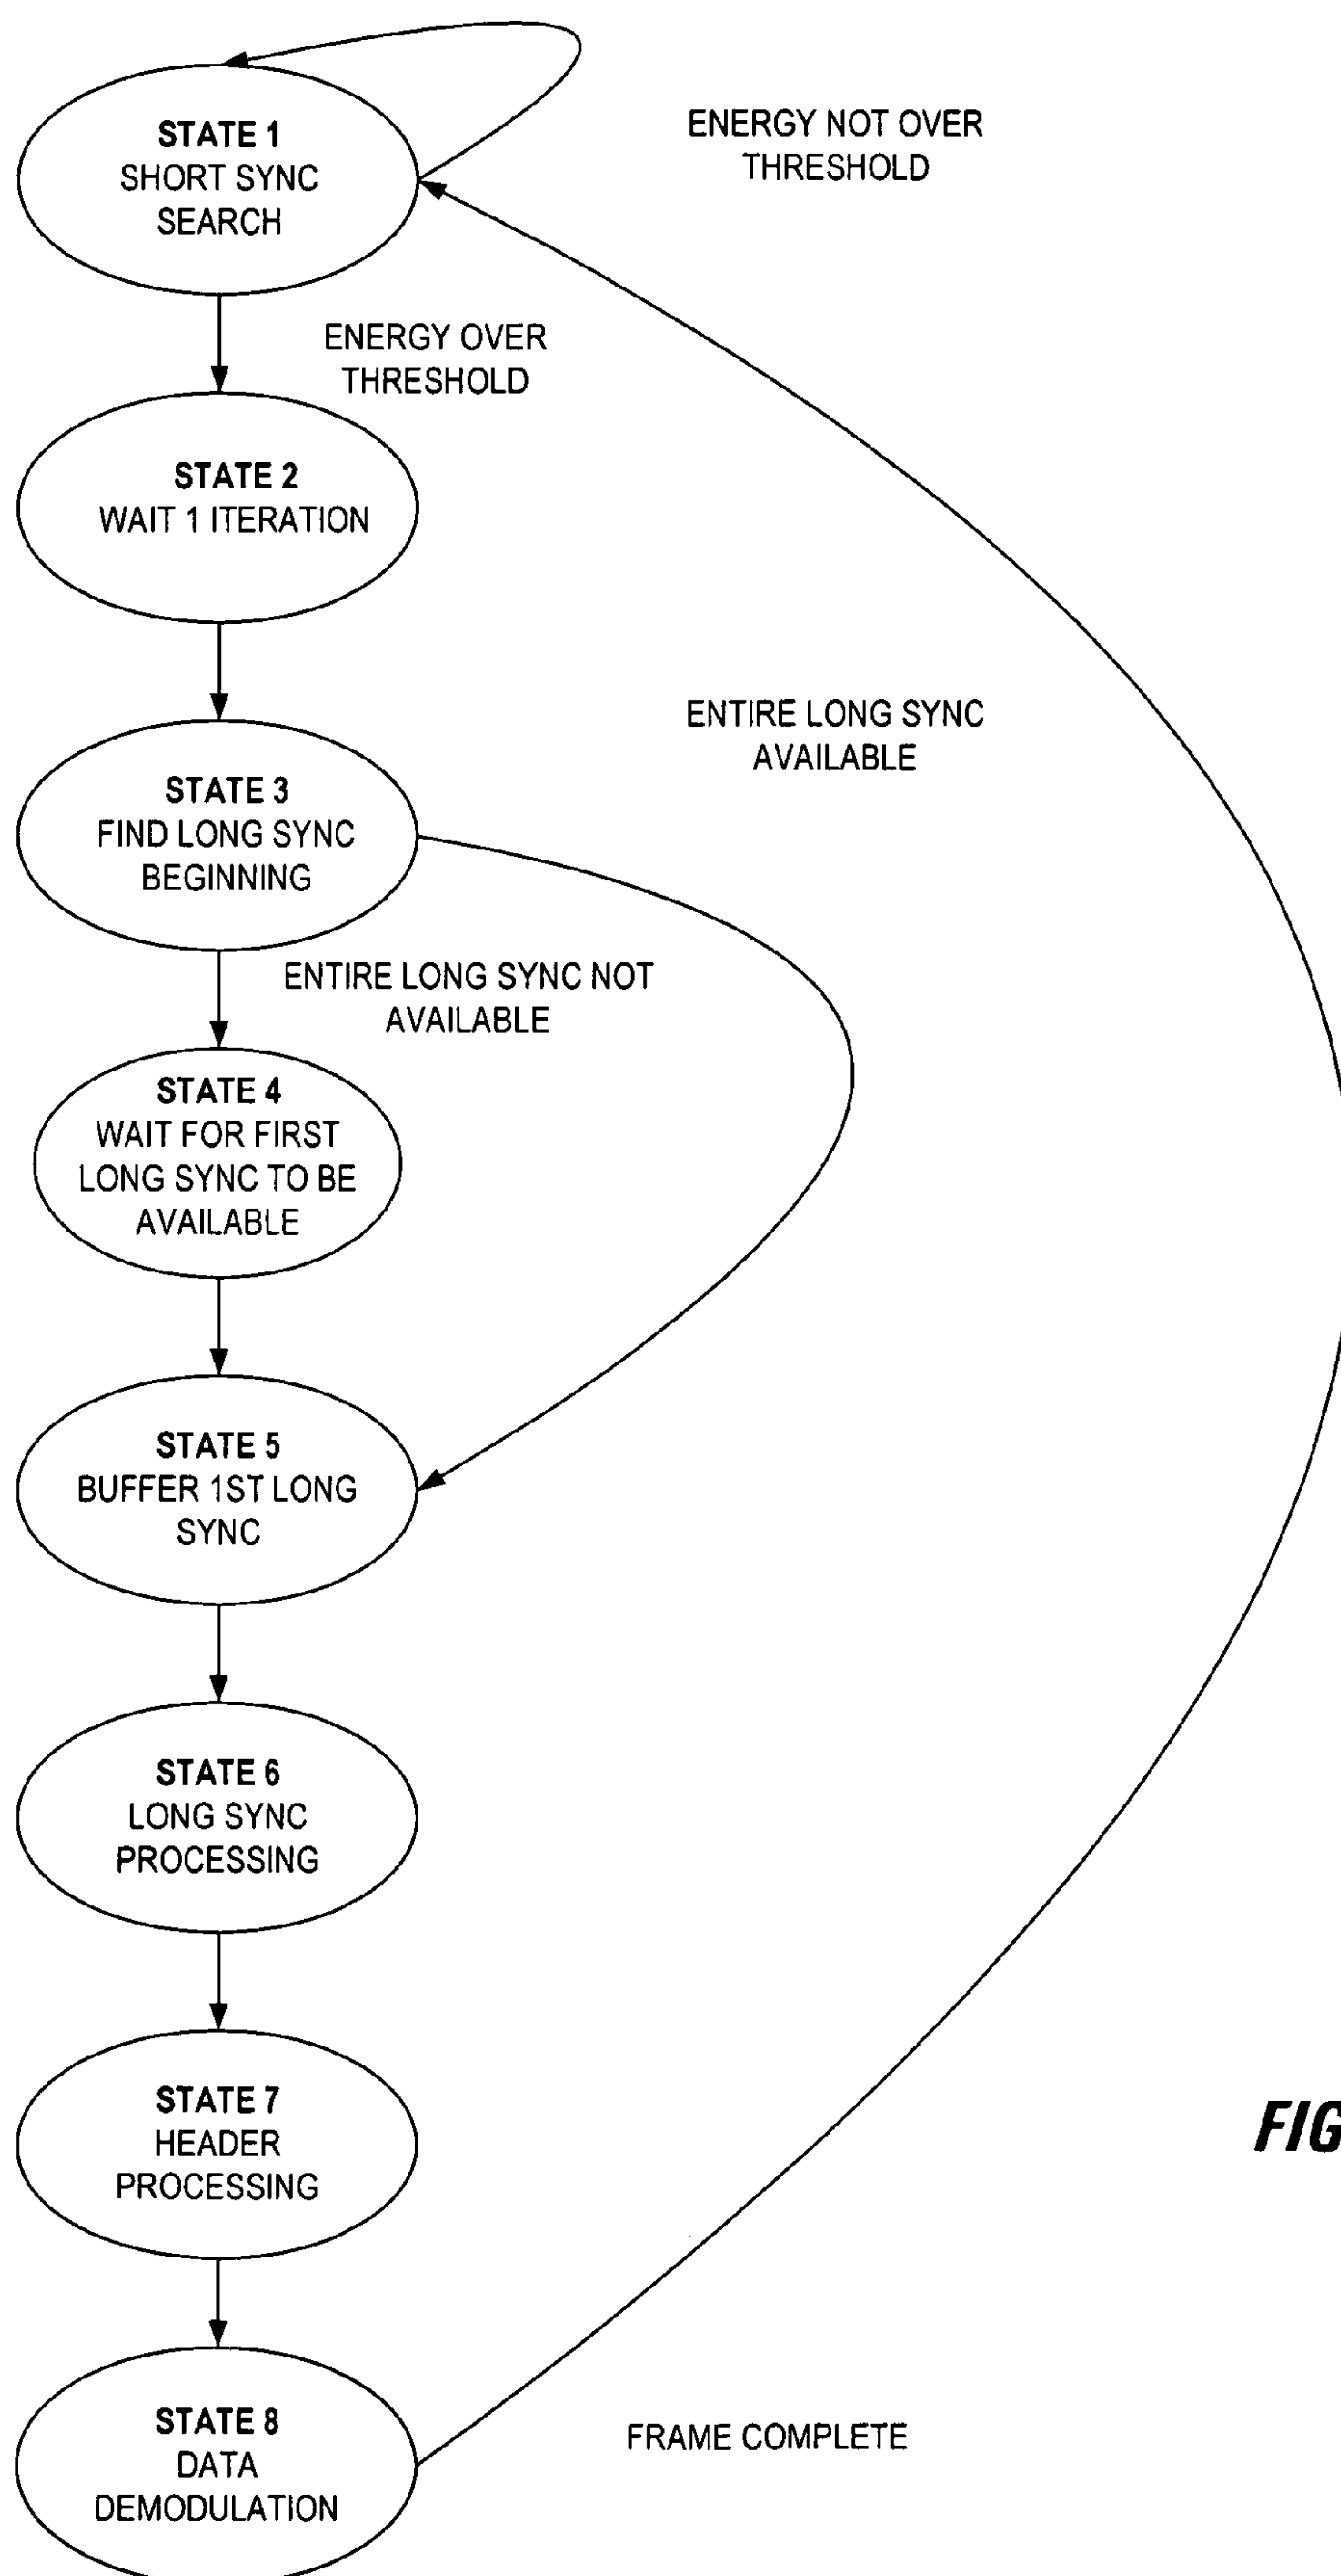 STATE 1
SHORT SYNC
SEARCH
ENERGY NOT OVER
THRESHOLD
ENERGY OVER
THRESHOLD
STATE 2
WAIT 1 ITERATION
ENTIRE LONG SYNC
AVAILABLE
STATE 3
FIND LONG SYNC
BEGINNING
ENTIRE LONG SYNC NOT
AVAILABLE
STATE 4
WAIT FOR FIRST
LONG SYNC TO BE
AVAILABLE
STATE 5
BUFFER 1ST LONG
SYNC
STATE 6
LONG SYNC
PROCESSING
STATE 7
HEADER
PROCESSING
FIG
STATE 8
DATA
DEMODULATION
FRAME COMPLETE